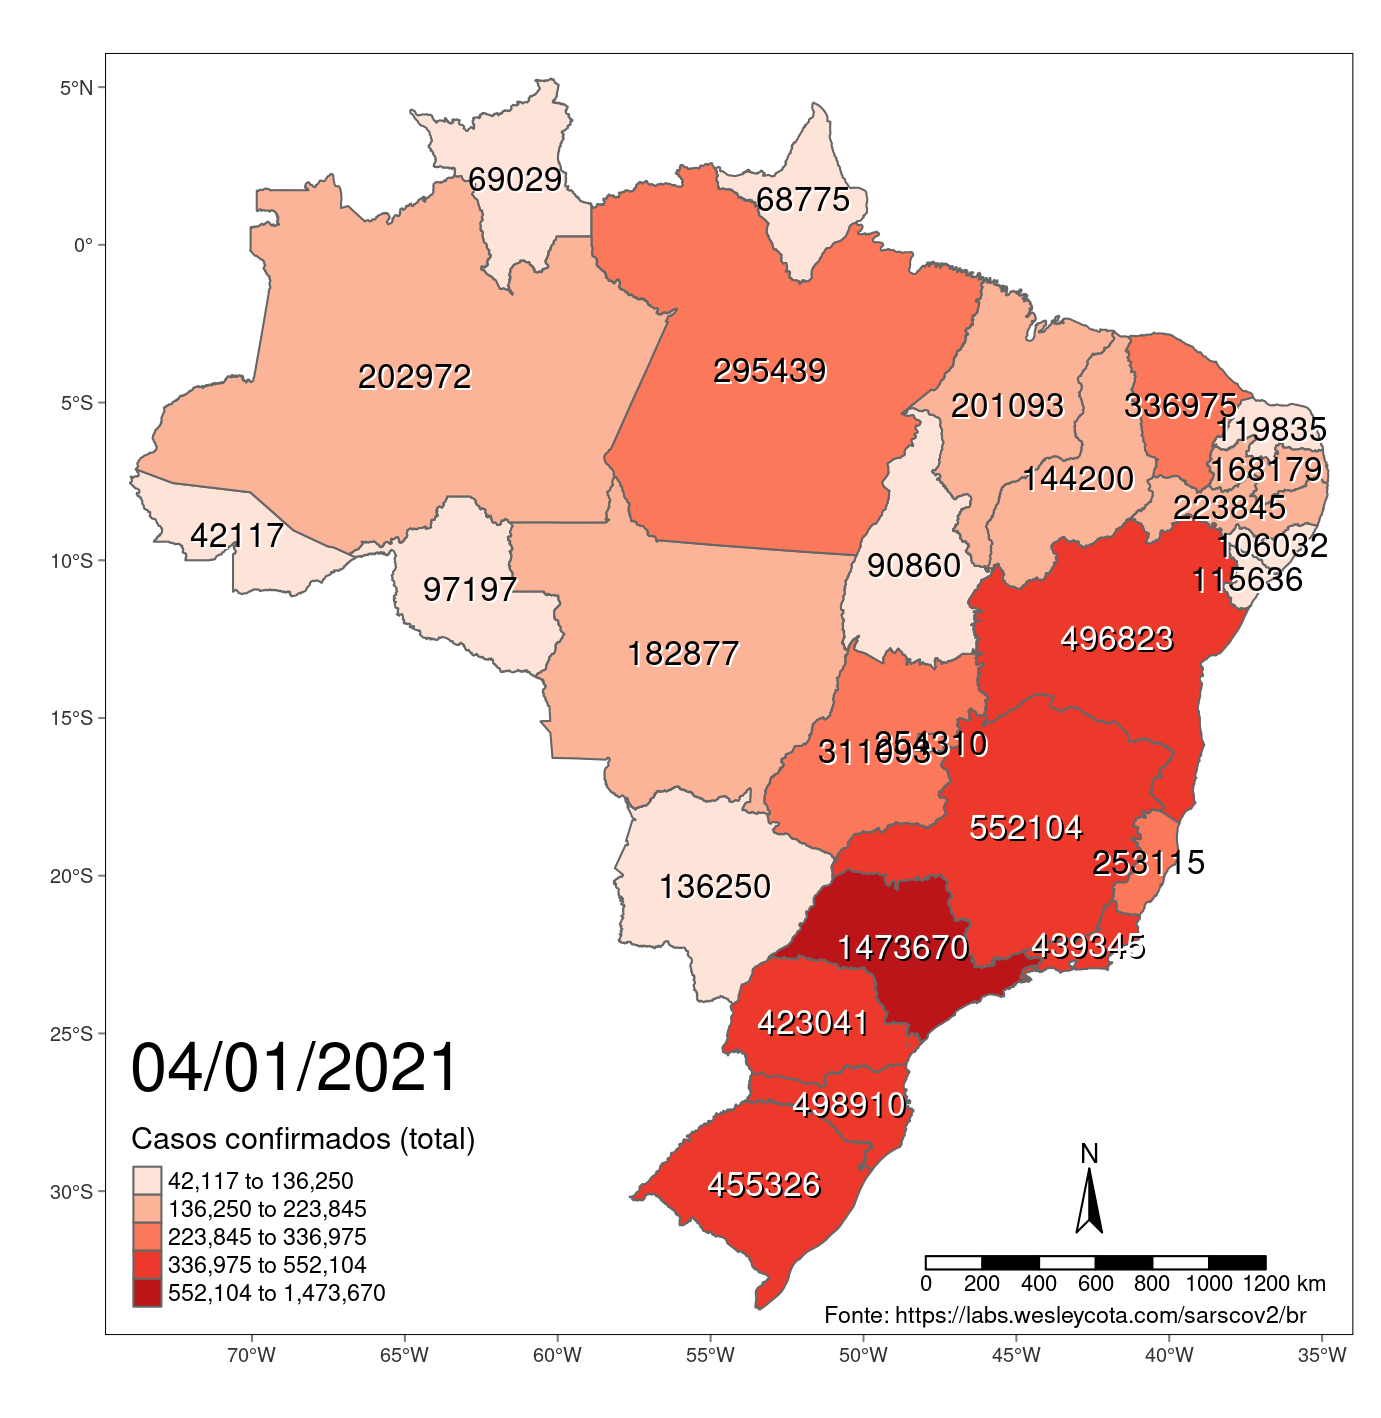 5°N
0°
5°S
10°S
15°S
20°S
25°S
30°S
69029
68775
202972
295439
201093
336975
119835
144200
168179
223845
42117
106032
90860
97197
115636
496823
182877
254310
552104
253115
136250
1473670
439345
423041
498910
455326
04/01/2021
Casos confirmados (total)
42,117 to 136,250
136,250 to 223,845
223,845 to 336,975
336,975 to 552,104
552,104 to 1,473,670
N
0 200 400 600 800 1000 1200 km
Fonte: https://labs.wesleycota.com/sarscov2/br
70°W 65°W 60°W 55°W 50°W 45°W 40°W 35°W